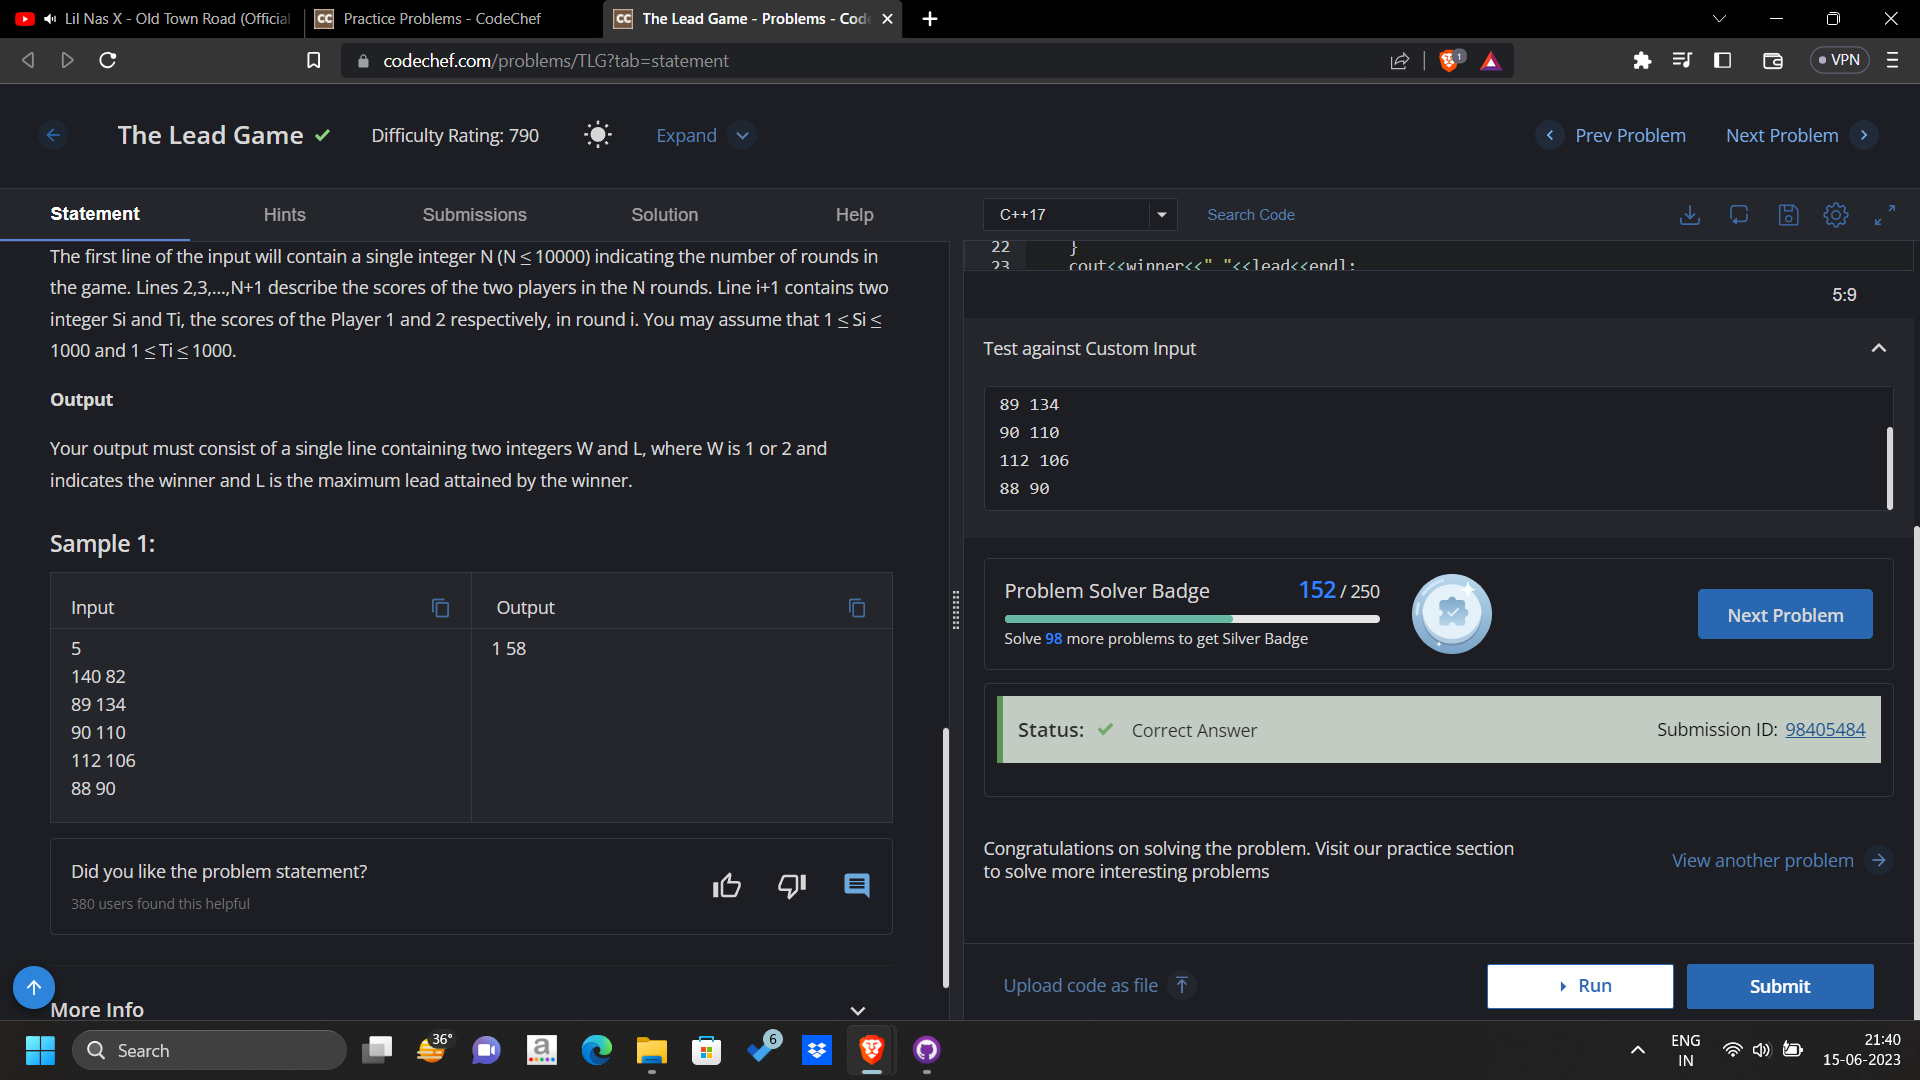 Lil Nas X - Old Town Road (Official
CC Practice Problems - CodeChef
CC The Lead Game - Problems - Code
codechef.com/problems/TLG?tab=statement
1
VPN
The Lead Game
Difficulty Rating: 790
Expand
Prev Problem
Next Problem
Statement
Hints
Submissions
Solution
Help
The first line of the input will contain a single integer N (N ≤ 10000) indicating the number of rounds in
the game. Lines 2,3,...,N+1 describe the scores of the two players in the N rounds. Line i+1 contains two
integer Si and Ti, the scores of the Player 1 and 2 respectively, in round i. You may assume that 1 ≤ Si ≤
1000 and 1 ≤ Ti ≤ 1000.
Output
Your output must consist of a single line containing two integers W and L, where W is 1 or 2 and
indicates the winner and L is the maximum lead attained by the winner.
Sample 1:
Input
Output
5
140 82
89 134
90 110
112 106
88 90
1 58
Did you like the problem statement?
380 users found this helpful
More Info
C++17
Search Code
22 }
23 cout<<winner<<" "<<lead<<endl;
5:9
Test against Custom Input
89 134
90 110
112 106
88 90
Problem Solver Badge
152 / 250
Solve 98 more problems to get Silver Badge
Next Problem
Status: Correct Answer
Submission ID: 98405484
Congratulations on solving the problem. Visit our practice section
to solve more interesting problems
View another problem
Upload code as file
Run
Submit
Search
36°
a
6
ENG
IN
21:40
15-06-2023